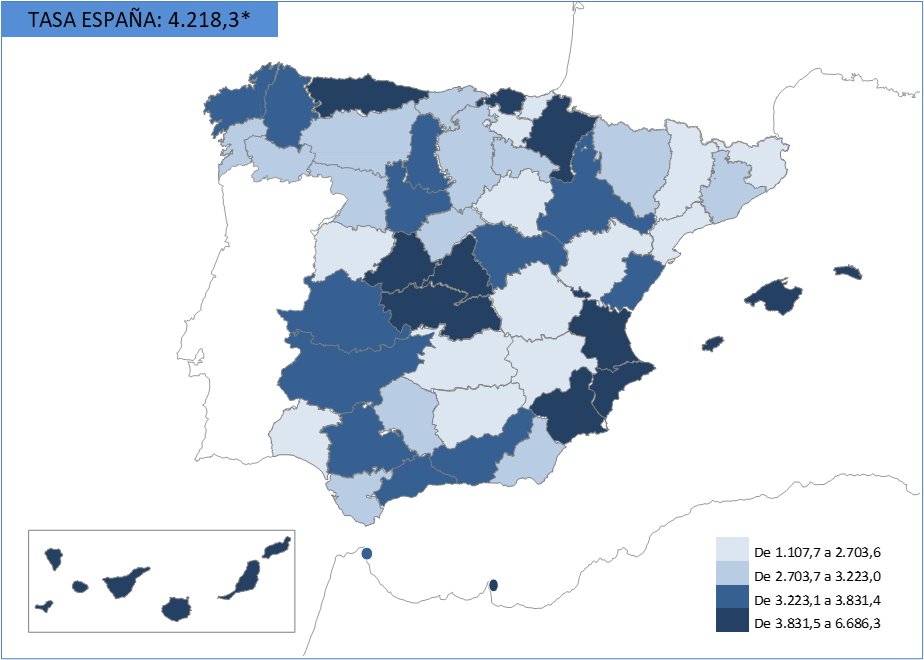 TASA ESPAÑA: 4.218,3*
De 1.107,7 a 2.703,6
De 2.703,7 a 3.223,0
De 3.223,1 a 3.831,4
De 3.831,5 a 6.686,3